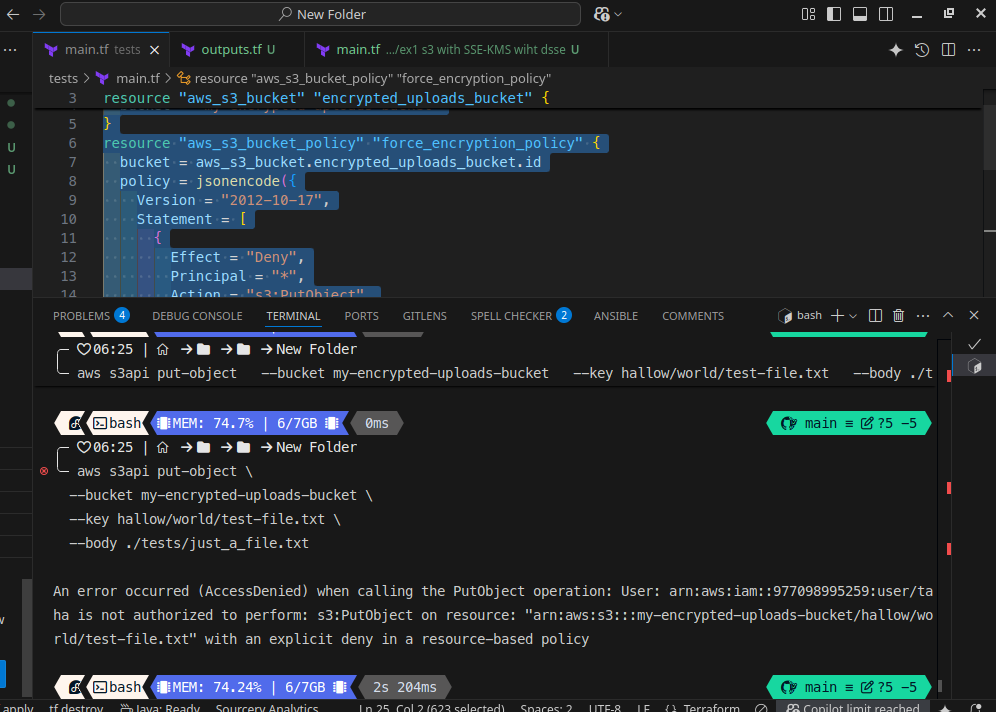 New Folder
main.tf tests
outputs.tf U
main.tf .../ex1 s3 with SSE-KMS wiht dsse U
tests > main.tf > resource "aws_s3_bucket_policy" "force_encryption_policy"
U
U
3 resource "aws_s3_bucket" "encrypted_uploads_bucket" {
5 }
6 resource "aws_s3_bucket_policy" "force_encryption_policy" {
7 bucket = aws_s3_bucket.encrypted_uploads_bucket.id
8 policy = jsonencode({
9 Version = "2012-10-17",
10 Statement = [
11 {
12 Effect = "Deny",
13 Principal = "*",
14 Action = "s3:PutObject"
PROBLEMS 4 DEBUG CONSOLE TERMINAL PORTS GITLENS SPELL CHECKER 2 ANSIBLE COMMENTS
bash
♡06:25 | → → →New Folder
aws s3api put-object --bucket my-encrypted-uploads-bucket --key hallow/world/test-file.txt --body ./t
bash MEM: 74.7% | 6/7GB 0ms main ≡ ?5 -5
♡06:25 | → → →New Folder
aws s3api put-object \
--bucket my-encrypted-uploads-bucket \
--key hallow/world/test-file.txt \
--body ./tests/just_a_file.txt
An error occurred (AccessDenied) when calling the PutObject operation: User: arn:aws:iam::977098995259:user/ta
ha is not authorized to perform: s3:PutObject on resource: "arn:aws:s3:::my-encrypted-uploads-bucket/hallow/wo
rld/test-file.txt" with an explicit deny in a resource-based policy
bash MEM: 74.24% | 6/7GB 2s 204ms main ≡ ?5 -5
apply tf destroy Java: Ready Sourcery Analytics Ln 25, Col 2 (623 selected) Spaces: 2 UTF-8 LF {} Terraform Copilot limit reached